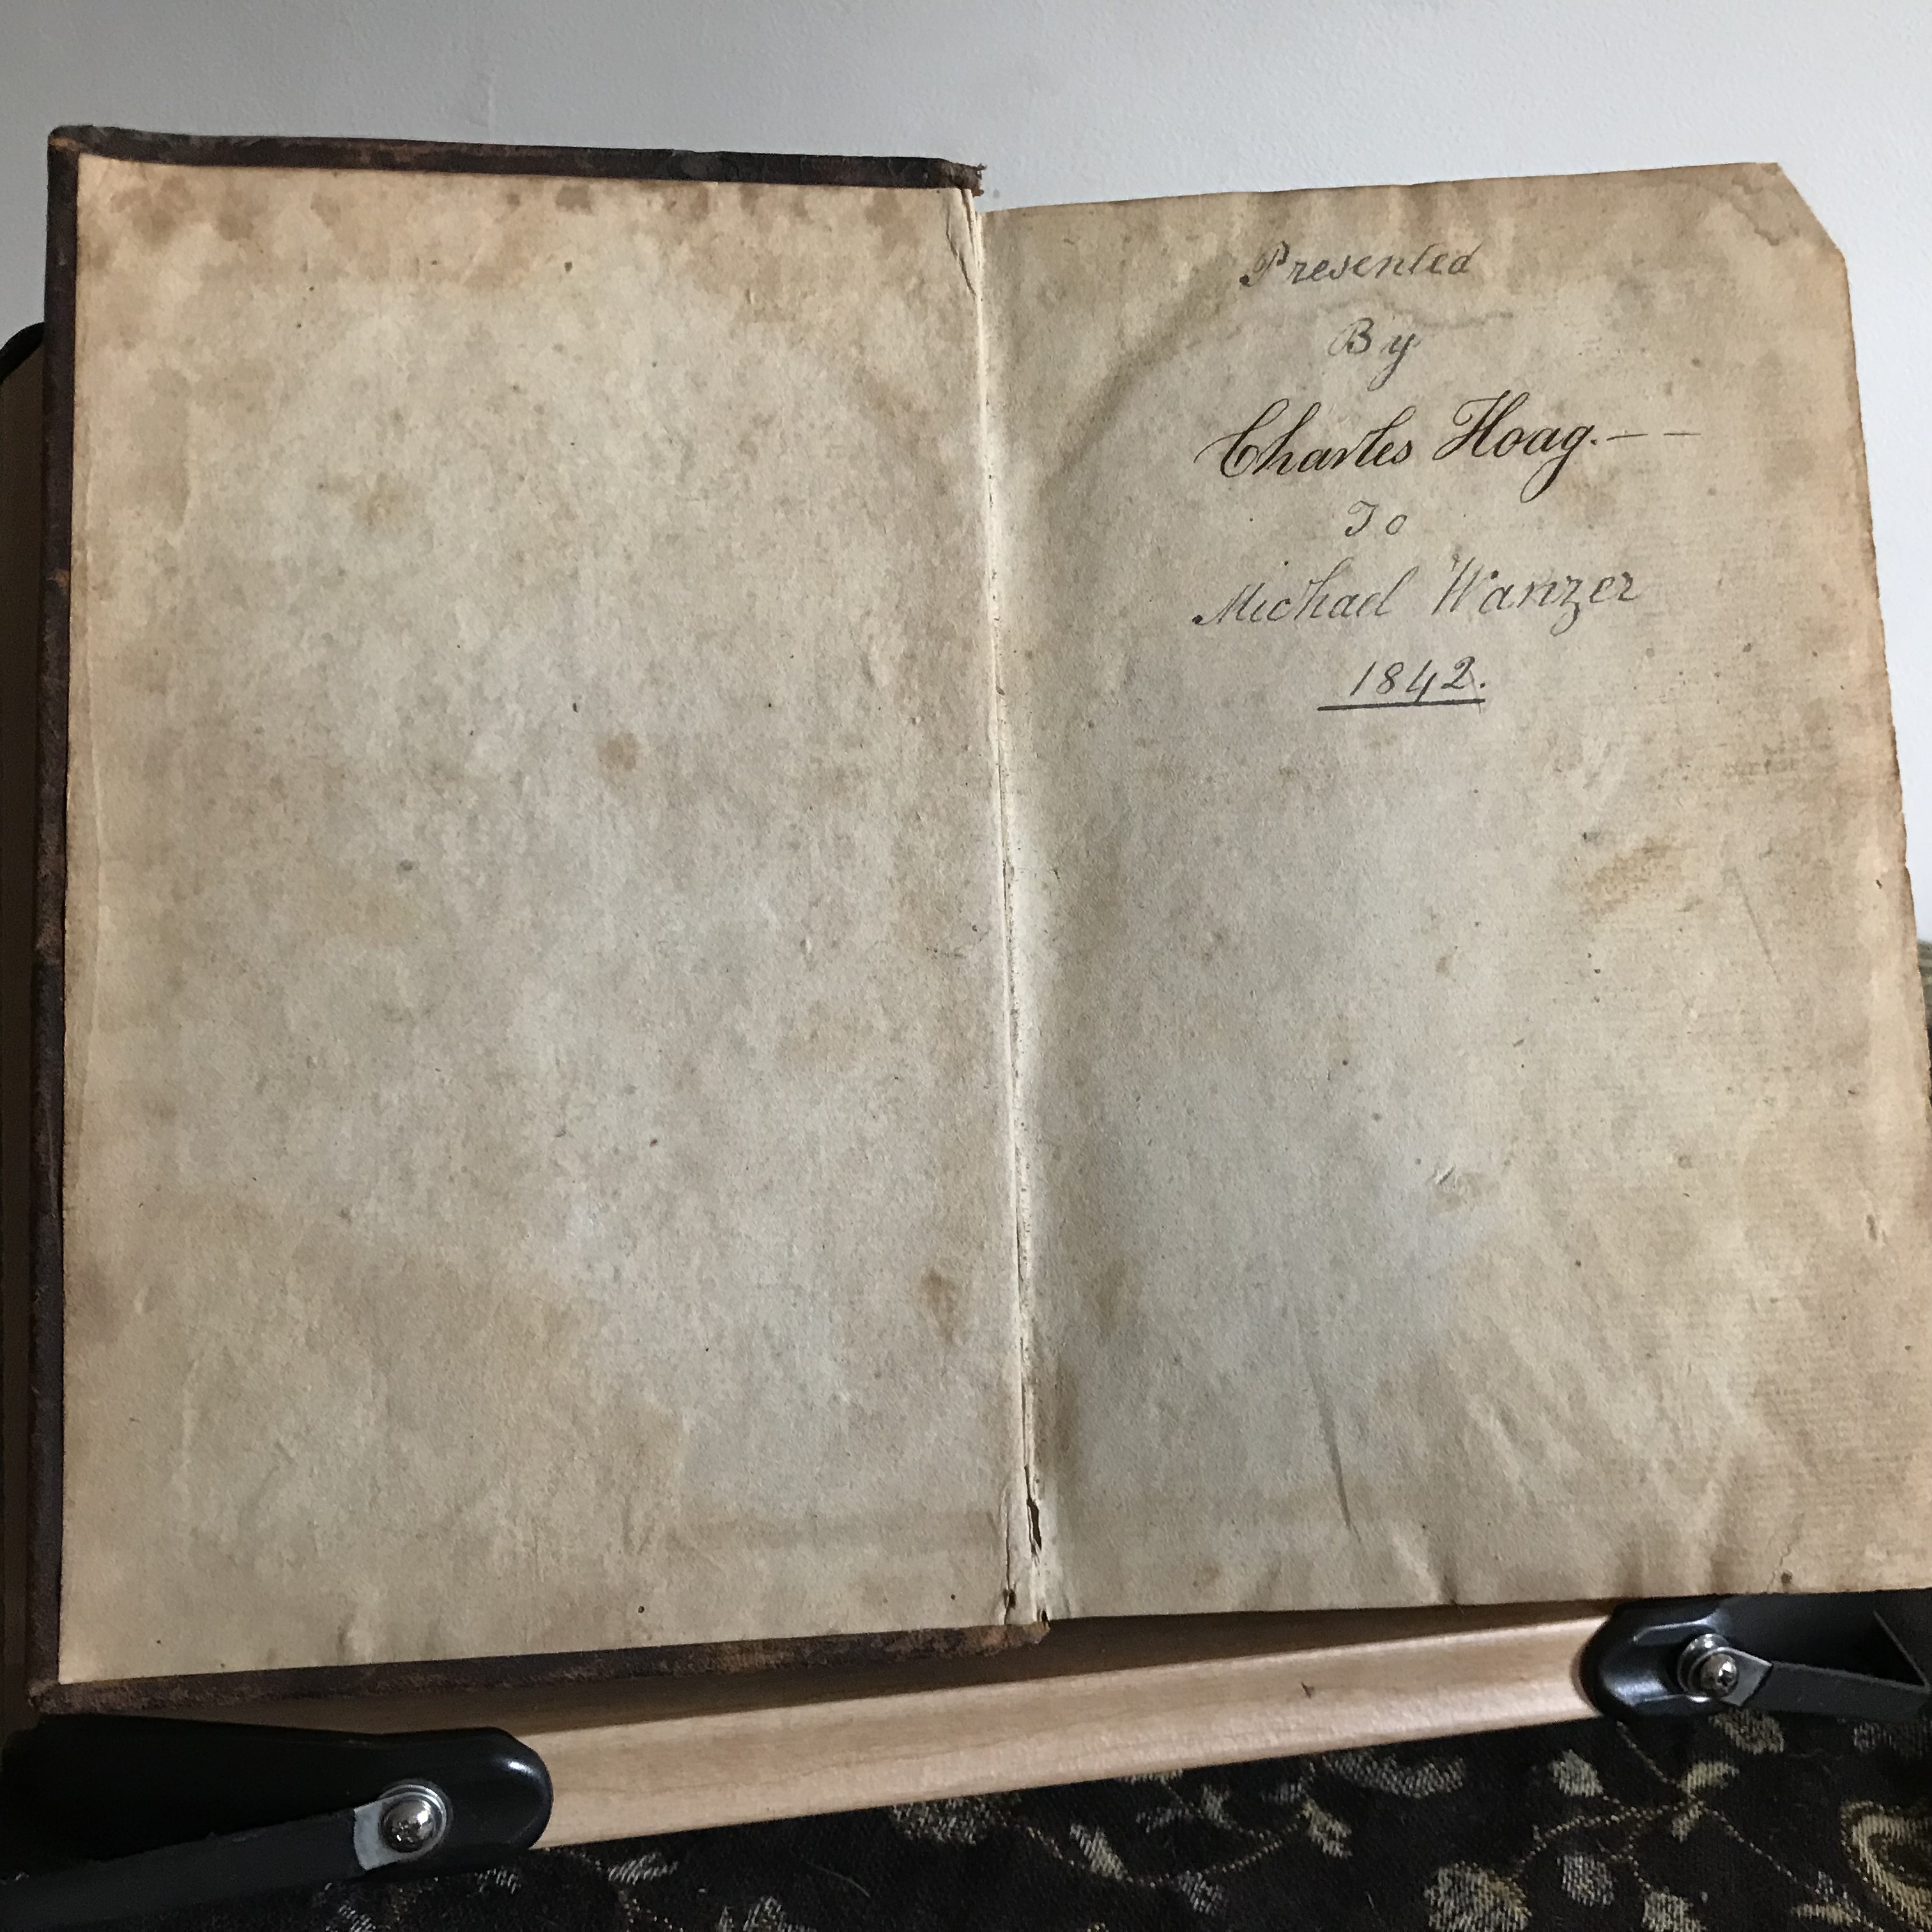 Presented
By
Charles Hoag. — —
To
Michael Wanzer
1842.